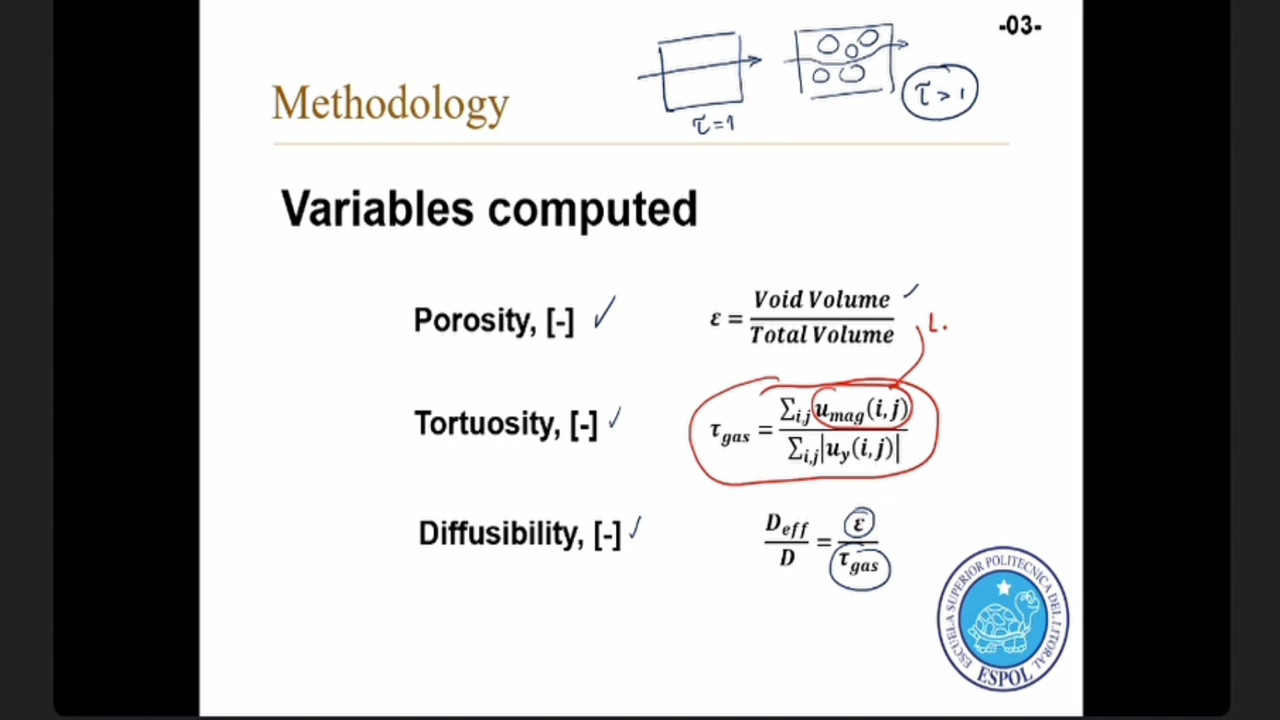 -03-
Methodology
τ=1
τ>1
Variables computed
Porosity, [-]
ε = Void Volume / Total Volume
L.
Tortuosity, [-]
τgas = Σi,j umag(i,j) / Σi,j|uy(i,j)|
Diffusibility, [-]
Deff / D = ε / τgas
ESCUELA SUPERIOR POLITECNICA DEL LITORAL
ESPOL